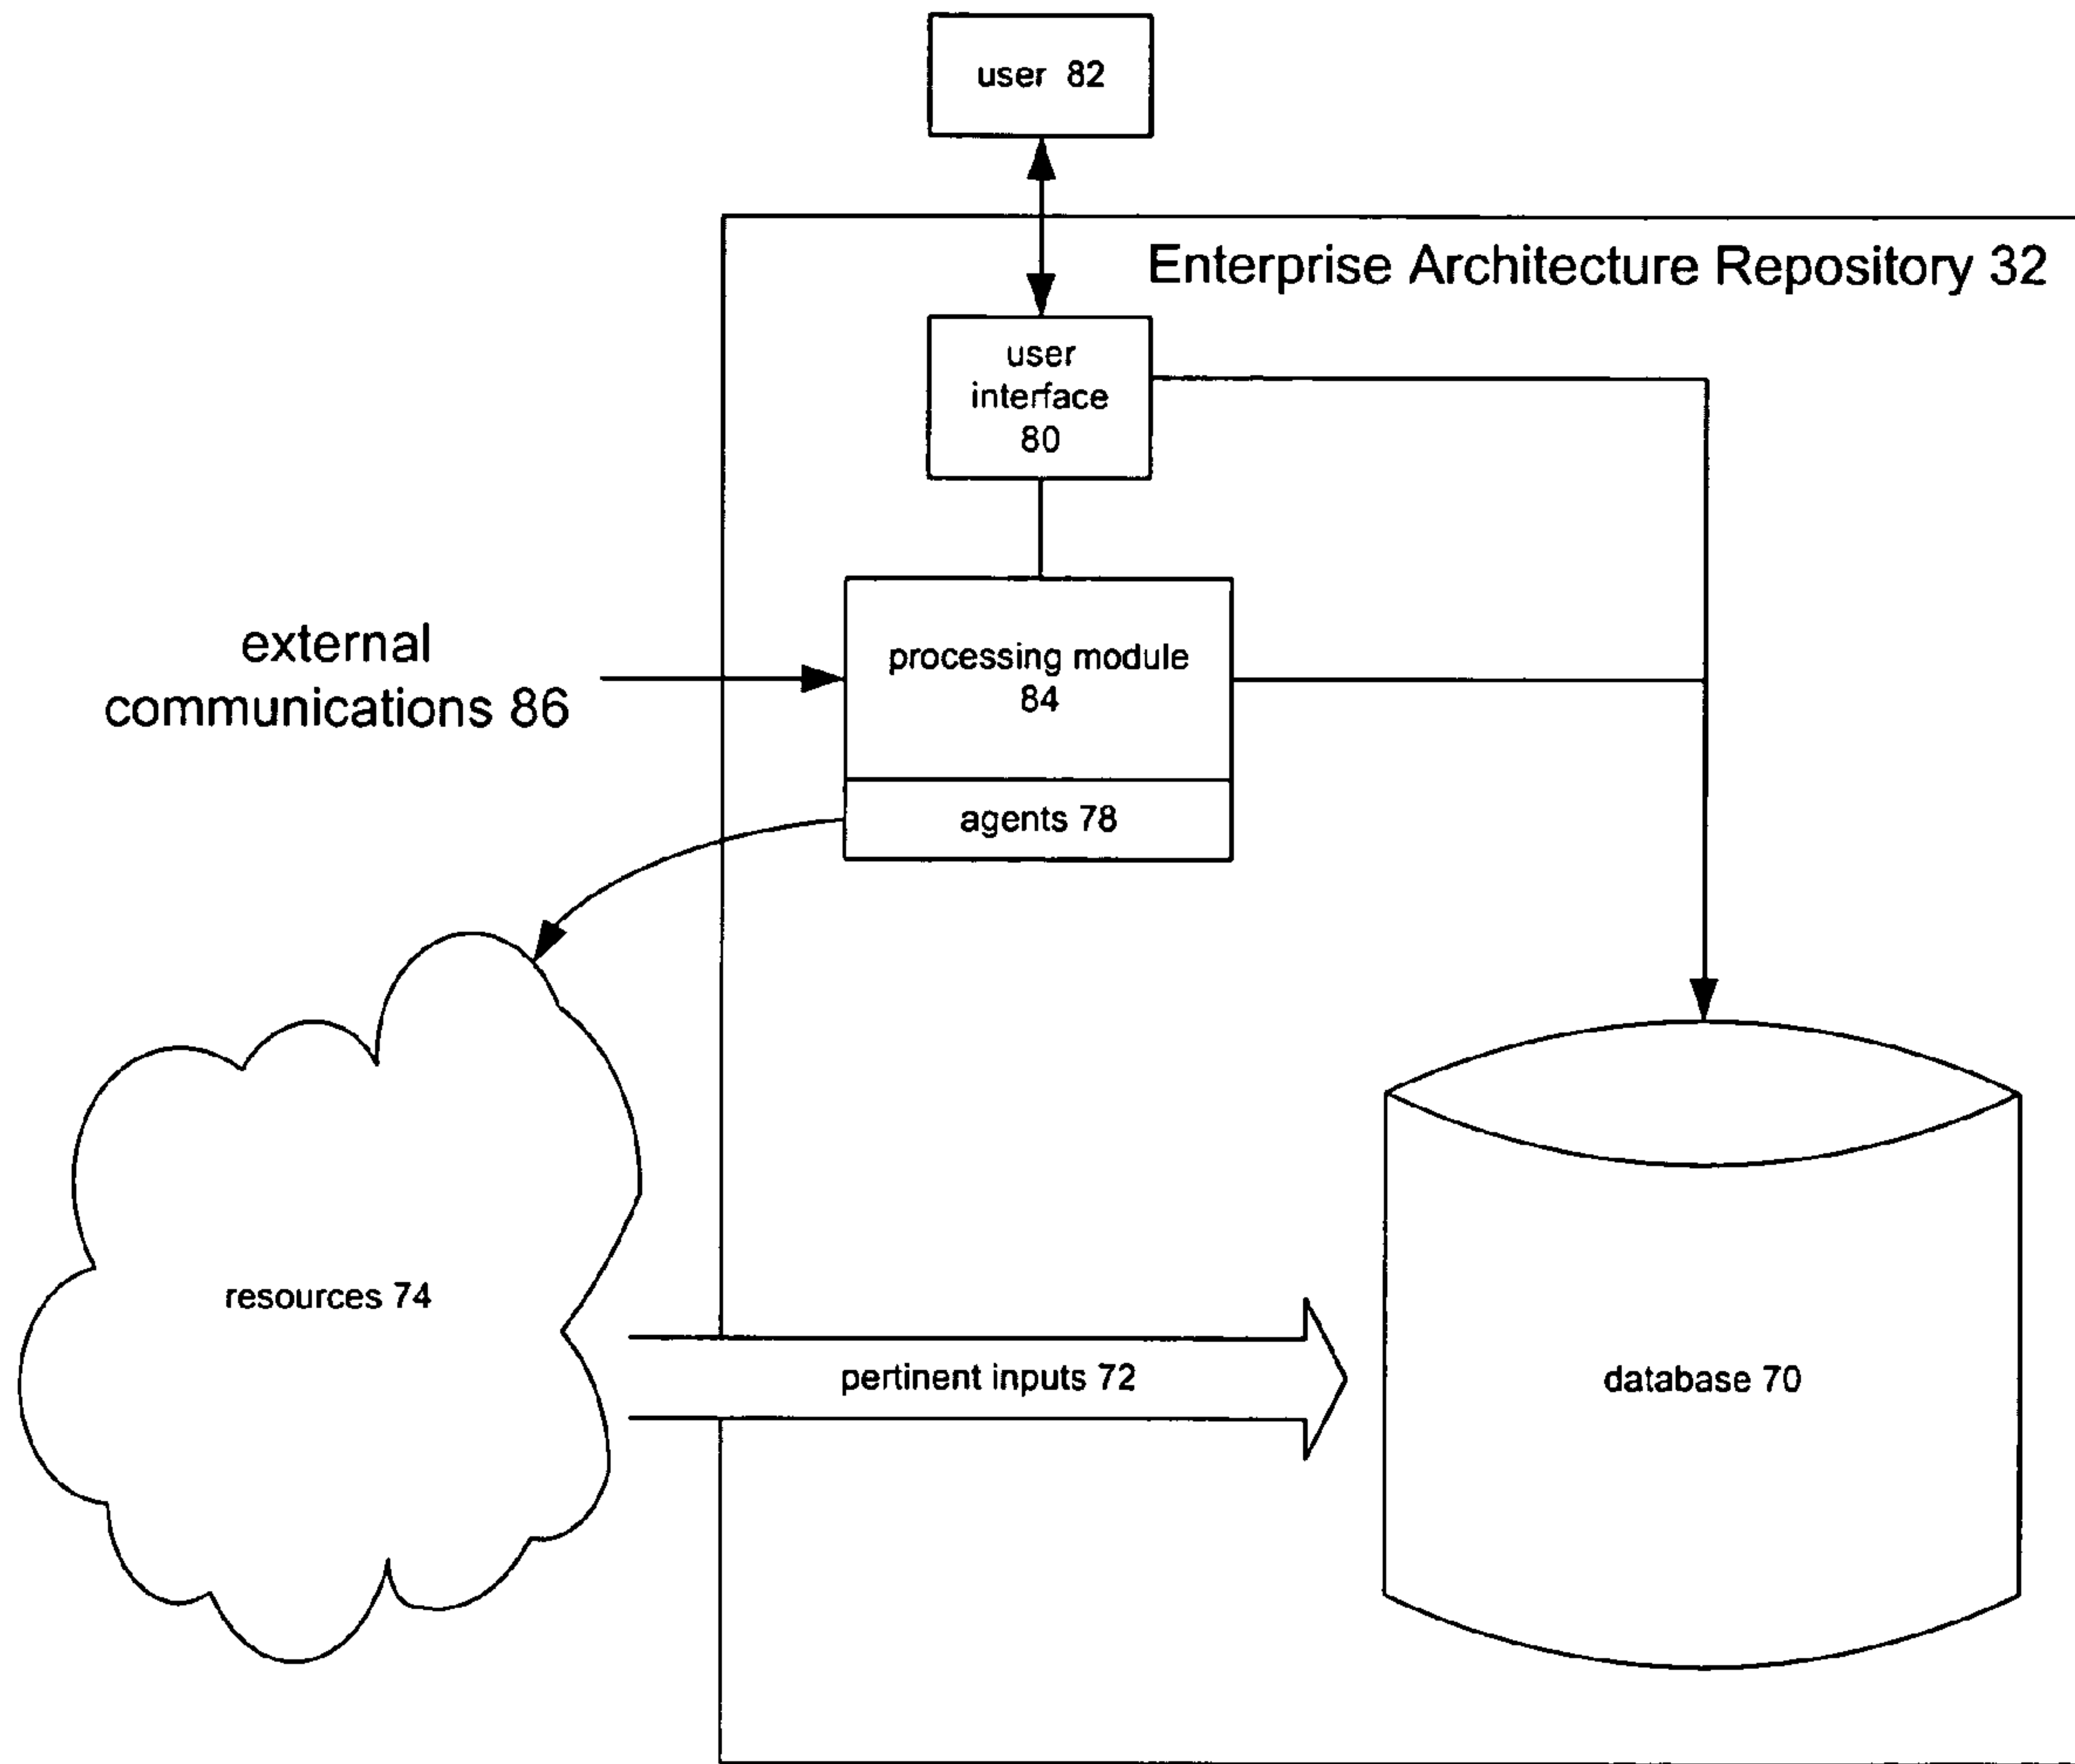 user 82
Enterprise Architecture Repository 32
user
interface
80
external
communications 86
processing module
84
agents 78
resources 74
pertinent inputs 72
database 70